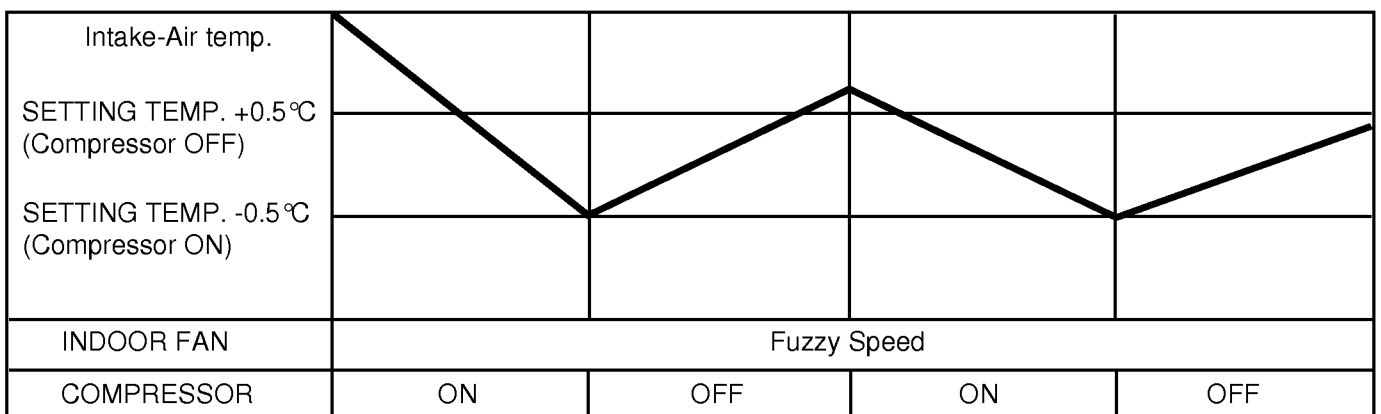 Intake-Air temp.
SETTING TEMP. +0.5°C
(Compressor OFF)
SETTING TEMP. -0.5°C
(Compressor ON)
INDOOR FAN Fuzzy Speed
COMPRESSOR ON OFF ON OFF